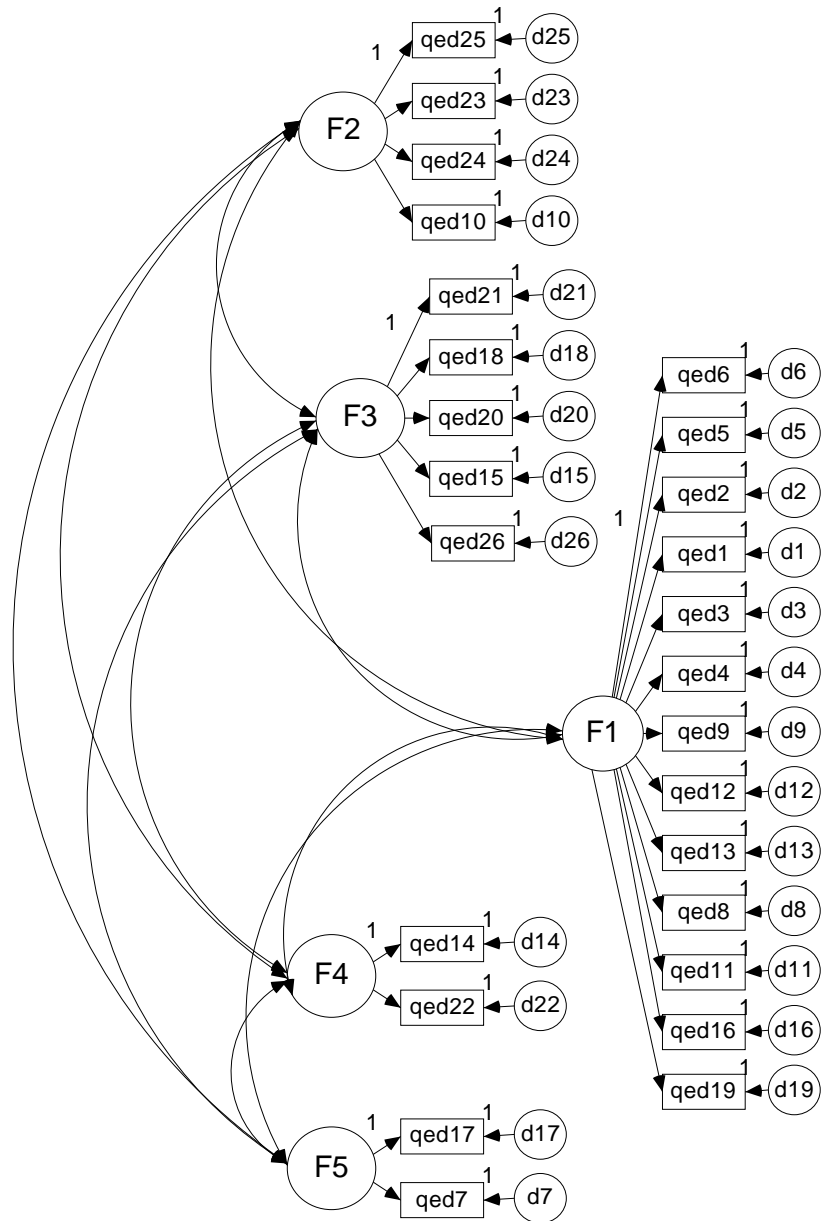 1
qed25 1 d25
qed23 1 d23
F2
qed24 1 d24
qed10 1 d10
1
qed21 1 d21
qed18 1 d18
F3
qed20 1 d20
qed15 1 d15
qed26 1 d26
1
qed6 1 d6
qed5 1 d5
qed2 1 d2
qed1 1 d1
qed3 1 d3
qed4 1 d4
F1
qed9 1 d9
qed12 1 d12
qed13 1 d13
qed8 1 d8
qed11 1 d11
qed16 1 d16
qed19 1 d19
1
qed14 1 d14
F4
qed22 1 d22
1
qed17 1 d17
F5
qed7 1 d7